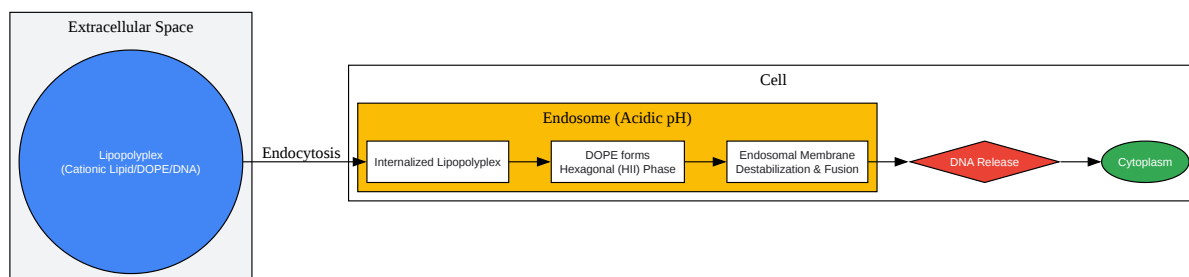 Extracellular Space
Lipopolyplex
(Cationic Lipid/DOPE/DNA)
Endocytosis
Cell
Endosome (Acidic pH)
Internalized Lipopolyplex
DOPE forms
Hexagonal (HII) Phase
Endosomal Membrane
Destabilization & Fusion
DNA Release
Cytoplasm